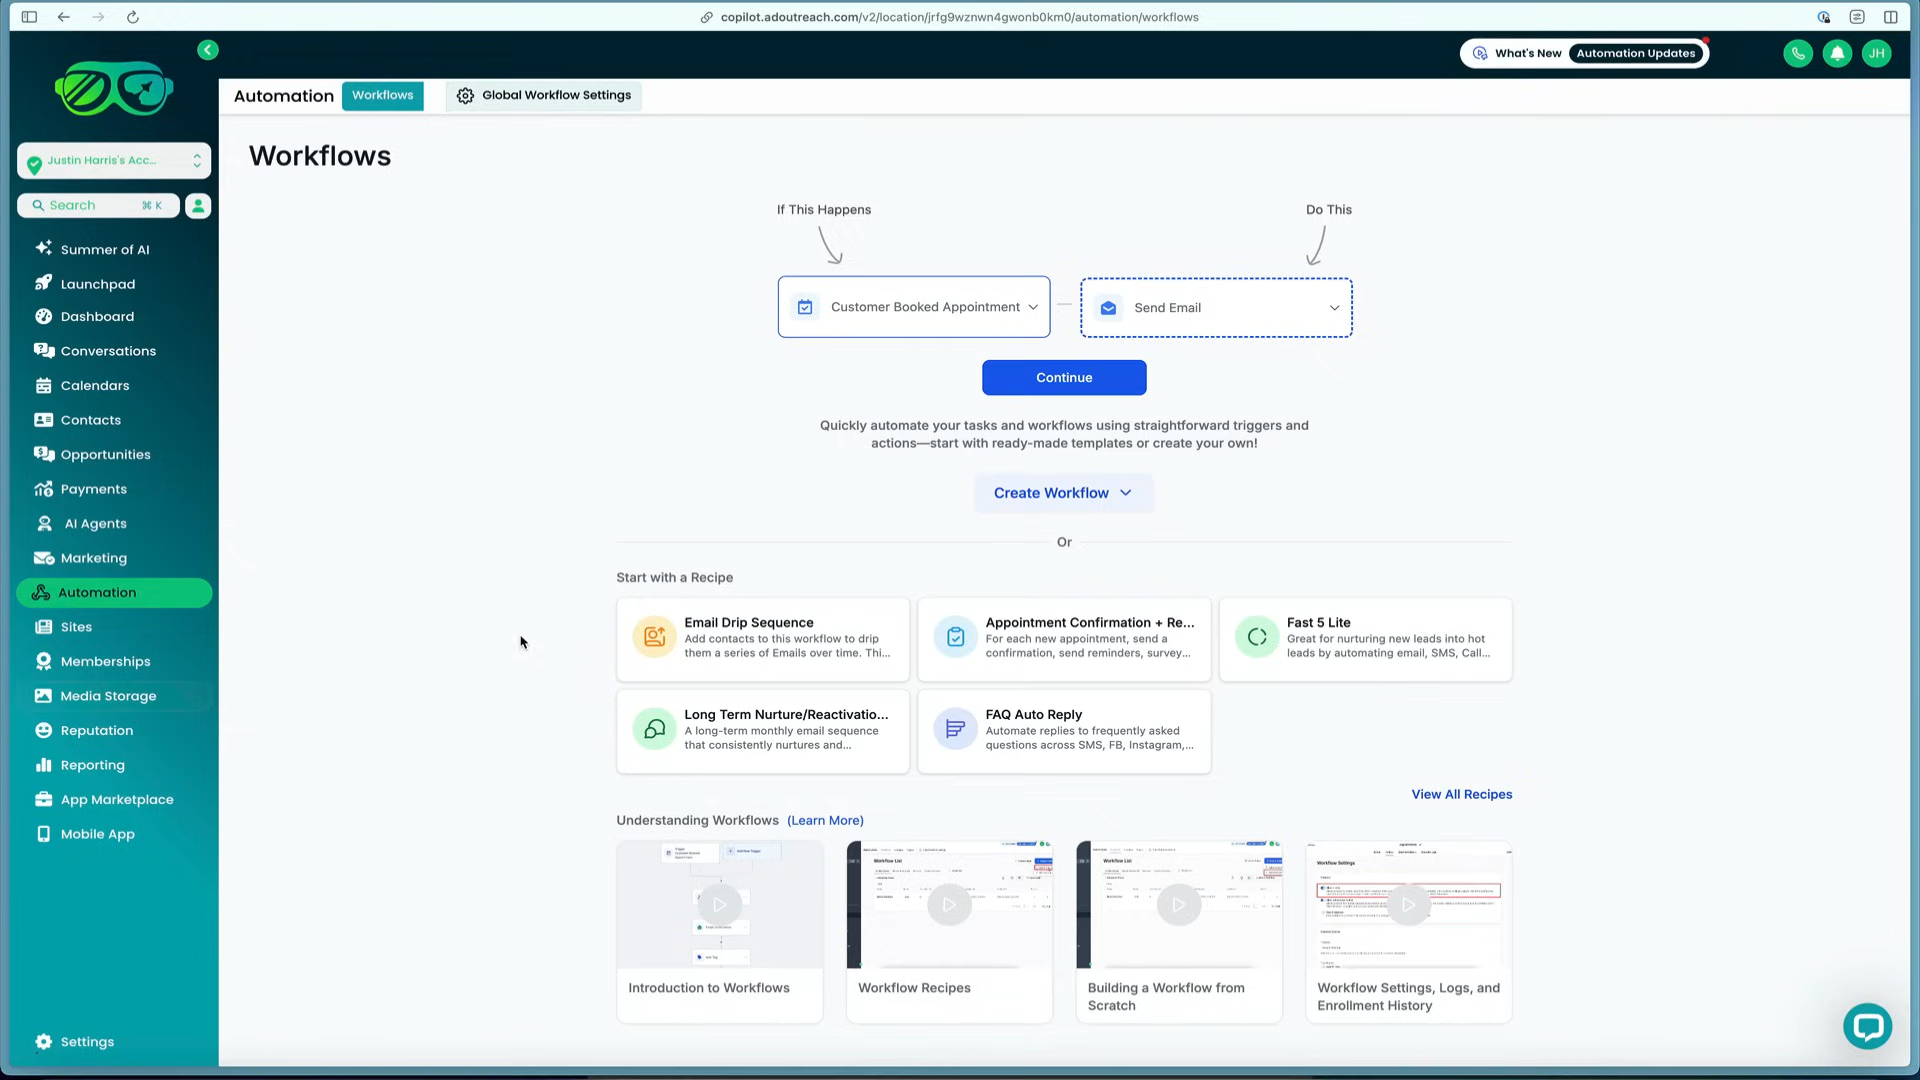 copilot.adoutreach.com/v2/location/jrfg9wznwn4gwonb0km0/automation/workflows
What's New
Automation Updates
JH
Automation
Workflows
Global Workflow Settings
Justin Harris's Acc...
Search
⌘ K
Summer of AI
Launchpad
Dashboard
Conversations
Calendars
Contacts
Opportunities
Payments
AI Agents
Marketing
Automation
Sites
Memberships
Media Storage
Reputation
Reporting
App Marketplace
Mobile App
Settings
Workflows
If This Happens
Do This
Customer Booked Appointment
Send Email
Continue
Quickly automate your tasks and workflows using straightforward triggers and
actions—start with ready-made templates or create your own!
Create Workflow
Or
Start with a Recipe
Email Drip Sequence
Add contacts to this workflow to drip
them a series of Emails over time. Thi...
Appointment Confirmation + Re...
For each new appointment, send a
confirmation, send reminders, survey...
Fast 5 Lite
Great for nurturing new leads into hot
leads by automating email, SMS, Call...
Long Term Nurture/Reactivatio...
A long-term monthly email sequence
that consistently nurtures and...
FAQ Auto Reply
Automate replies to frequently asked
questions across SMS, FB, Instagram,...
View All Recipes
Understanding Workflows (Learn More)
Workflow List
Workflow List
Workflow Settings
Introduction to Workflows
Workflow Recipes
Building a Workflow from
Scratch
Workflow Settings, Logs, and
Enrollment History